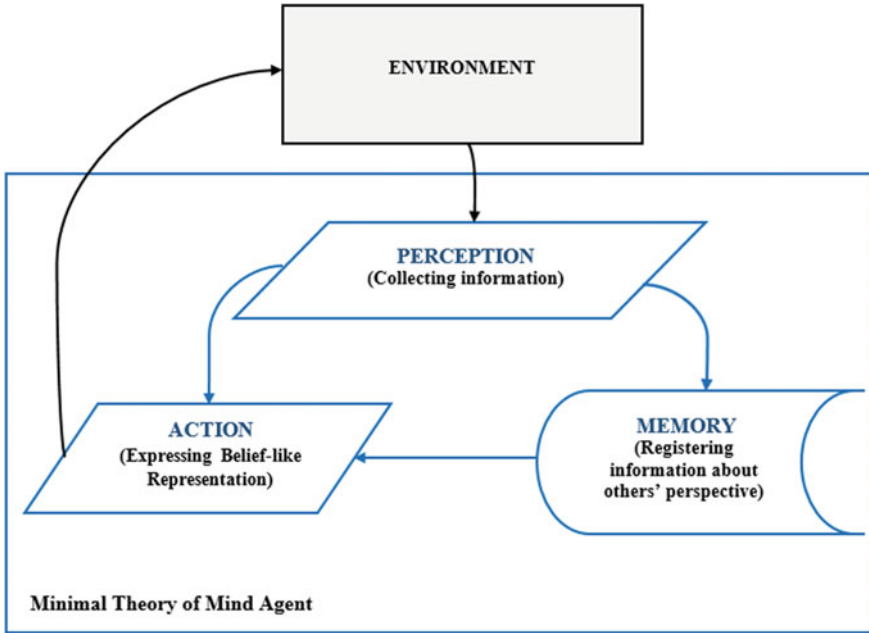 ENVIRONMENT
PERCEPTION
(Collecting information)
ACTION
(Expressing Belief-like
Representation)
MEMORY
(Registering
information about
others’ perspective)
Minimal Theory of Mind Agent